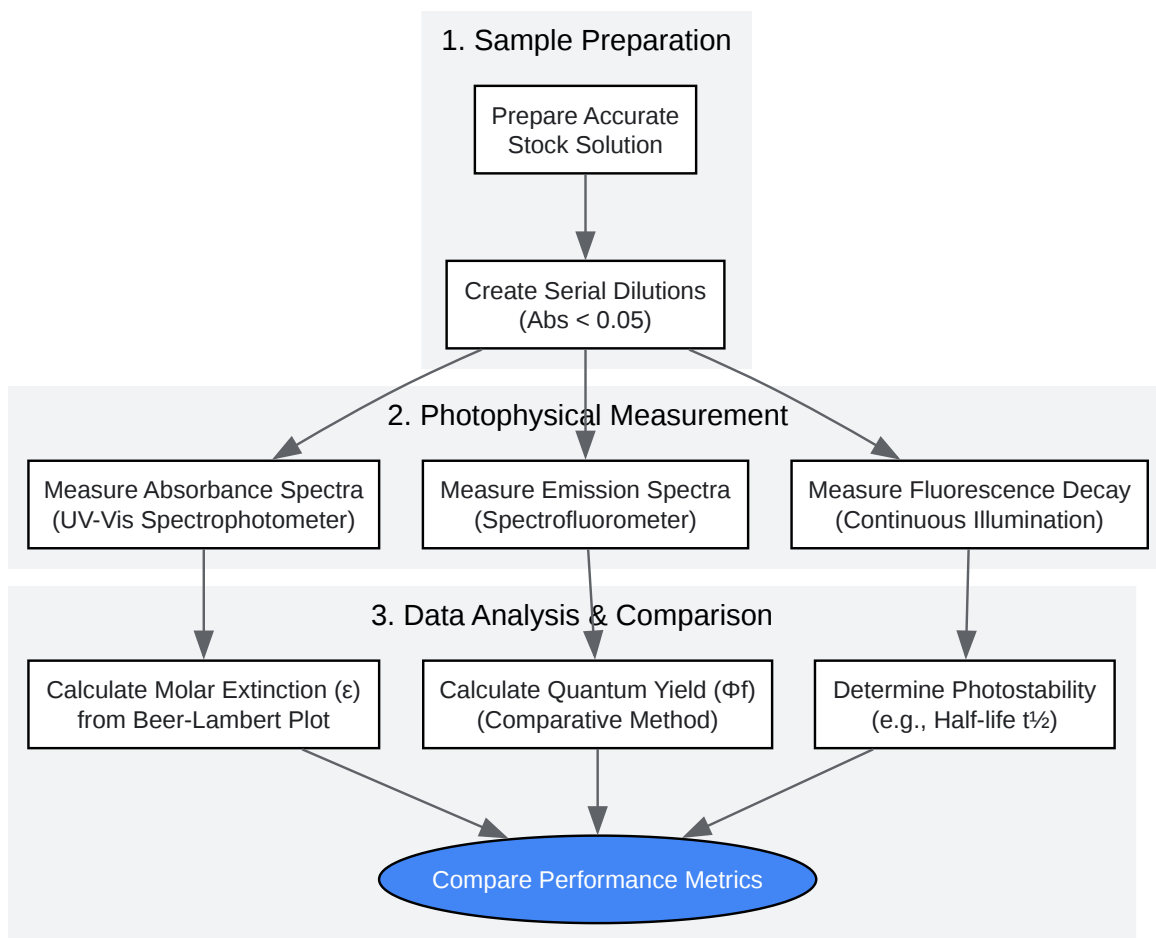 1. Sample Preparation
Prepare Accurate
Stock Solution
Create Serial Dilutions
(Abs < 0.05)
2. Photophysical Measurement
Measure Absorbance Spectra
(UV-Vis Spectrophotometer)
Measure Emission Spectra
(Spectrofluorometer)
Measure Fluorescence Decay
(Continuous Illumination)
3. Data Analysis & Comparison
Calculate Molar Extinction (ε)
from Beer-Lambert Plot
Calculate Quantum Yield (Φf)
(Comparative Method)
Determine Photostability
(e.g., Half-life t½)
Compare Performance Metrics